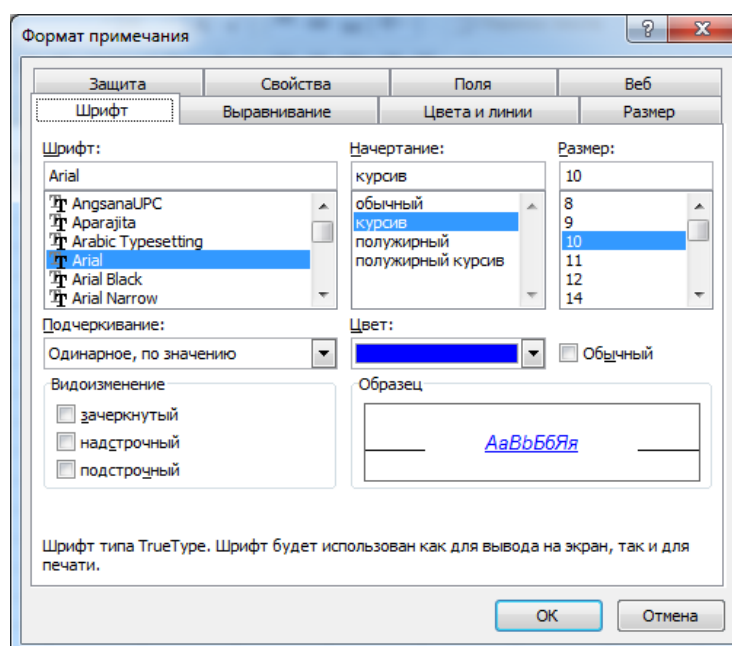 Формат примечания
Защита Свойства Поля Веб
Шрифт Выравнивание Цвета и линии Размер
Шрифт: Начертание: Размер:
Arial курсив 10
AngsanaUPC обычный 8
Aparajita курсив 9
Arabic Typesetting полужирный 10
Arial полужирный курсив 11
Arial Black 12
Arial Narrow 14
Подчеркивание: Цвет:
Одинарное, по значению Обычный
Видоизменение Образец
зачеркнутый
надстрочный АаВbБбЯя
подстрочный
Шрифт типа TrueType. Шрифт будет использован как для вывода на экран, так и для
печати.
ОК Отмена